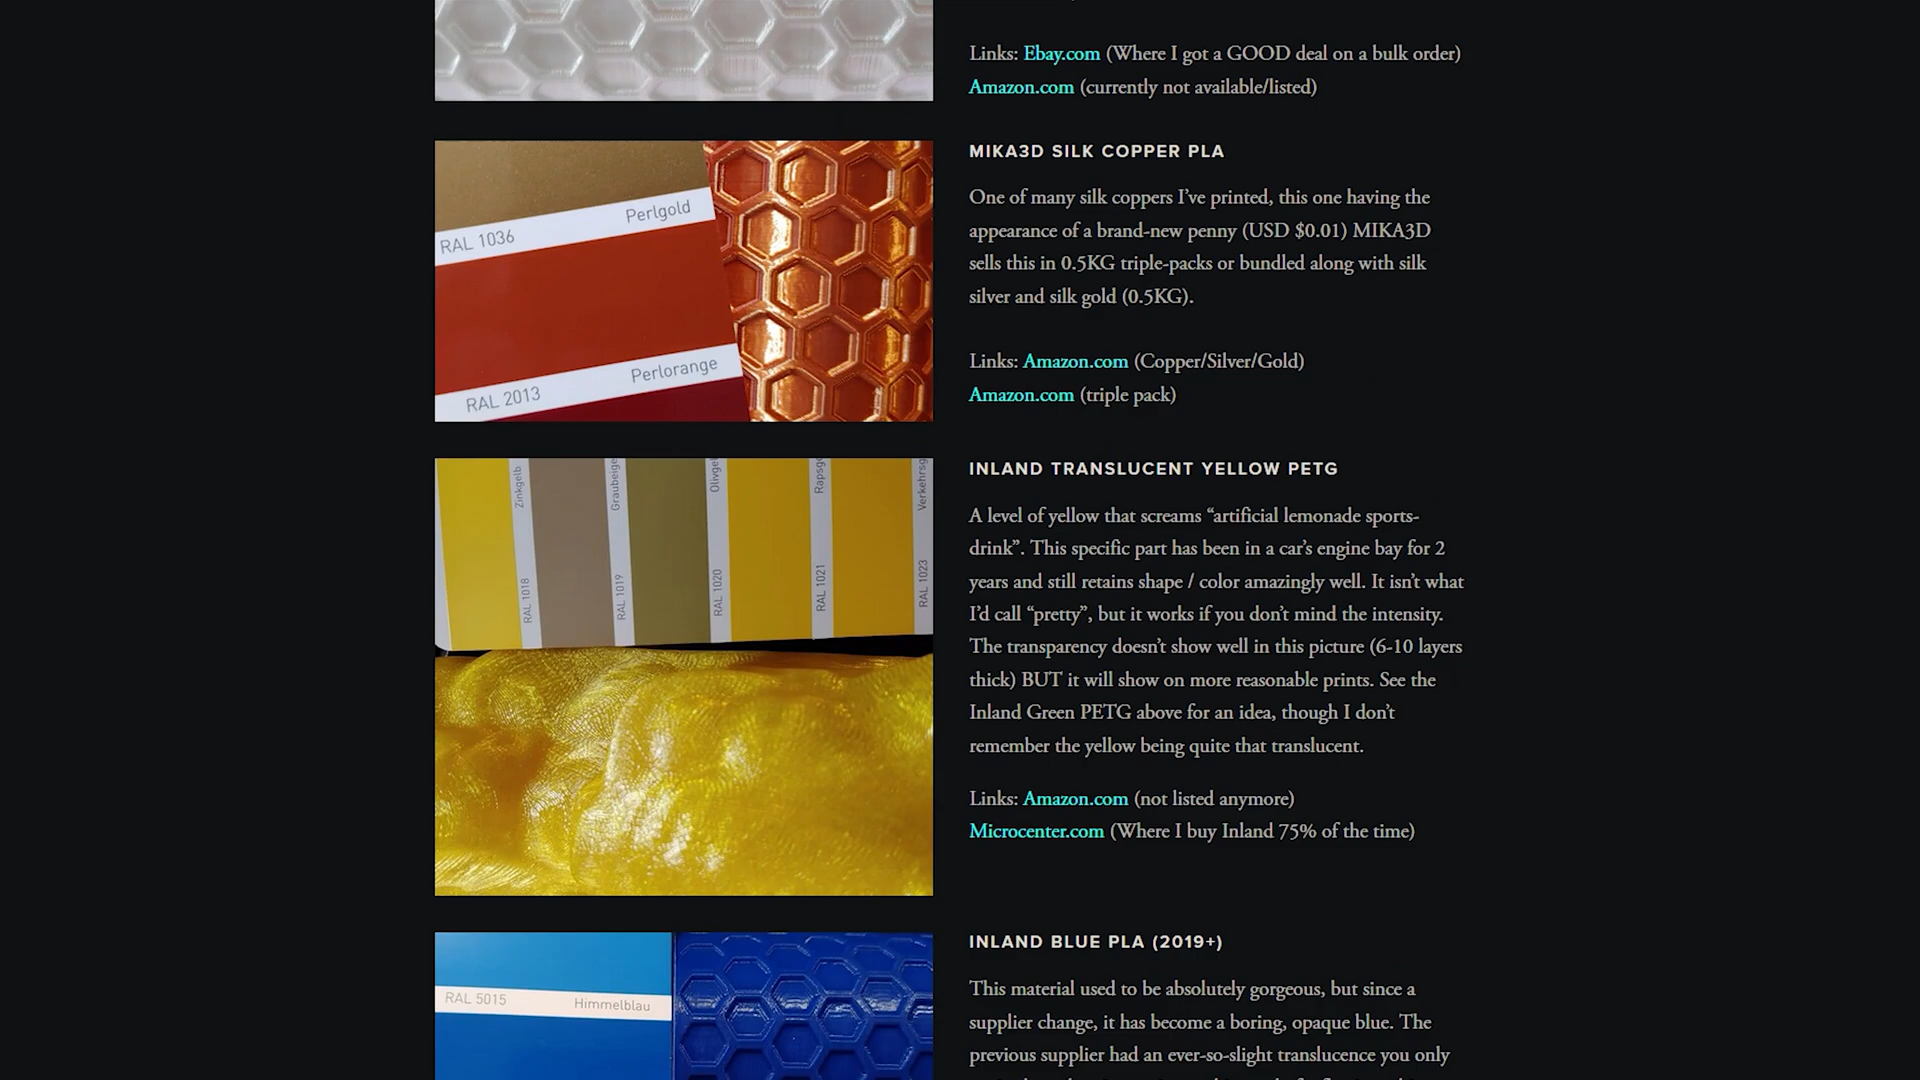 Links: Ebay.com (Where I got a GOOD deal on a bulk order)
Amazon.com (currently not available/listed)
Perlgold
RAL 1036
Perlorange
RAL 2013
MIKA3D SILK COPPER PLA
One of many silk coppers I’ve printed, this one having the
appearance of a brand-new penny (USD $0.01) MIKA3D
sells this in 0.5KG triple-packs or bundled along with silk
silver and silk gold (0.5KG).
Links: Amazon.com (Copper/Silver/Gold)
Amazon.com (triple pack)
Zinkgelb
RAL 1018
Graubeige
RAL 1019
Olivgel
RAL 1020
Rapsg
RAL 1021
Verkehrsg
RAL 1023
INLAND TRANSLUCENT YELLOW PETG
A level of yellow that screams “artificial lemonade sports-
drink”. This specific part has been in a car’s engine bay for 2
years and still retains shape / color amazingly well. It isn’t what
I’d call “pretty”, but it works if you don’t mind the intensity.
The transparency doesn’t show well in this picture (6-10 layers
thick) BUT it will show on more reasonable prints. See the
Inland Green PETG above for an idea, though I don’t
remember the yellow being quite that translucent.
Links: Amazon.com (not listed anymore)
Microcenter.com (Where I buy Inland 75% of the time)
RAL 5015
Himmelblau
INLAND BLUE PLA (2019+)
This material used to be absolutely gorgeous, but since a
supplier change, it has become a boring, opaque blue. The
previous supplier had an ever-so-slight translucence you only